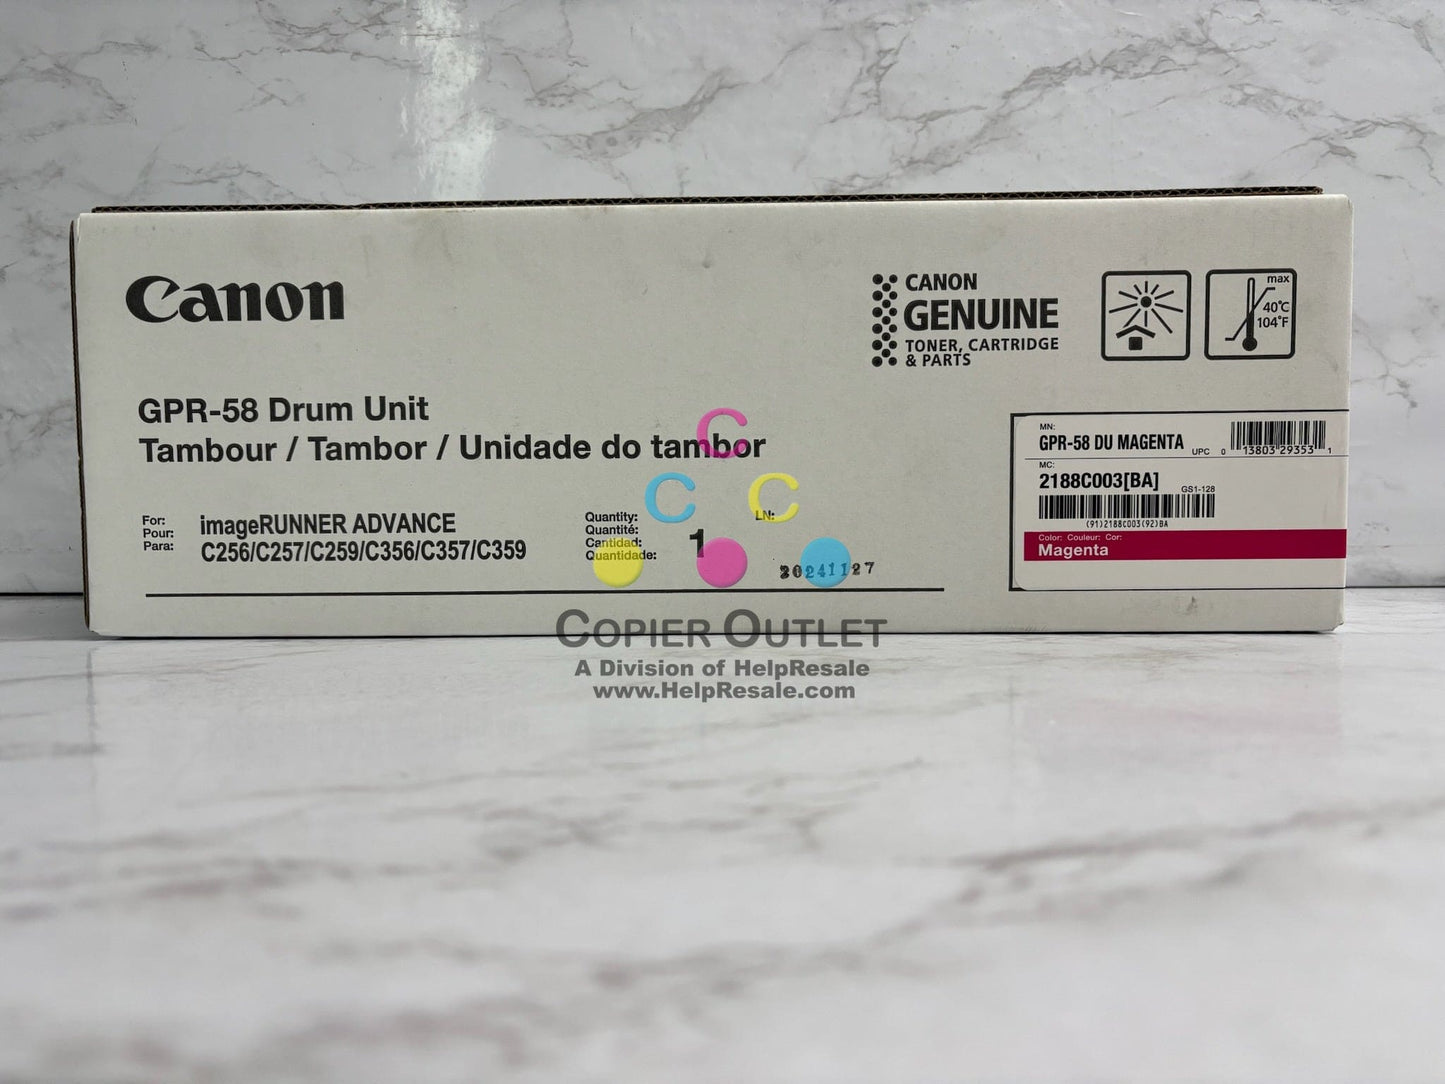 Canon
CANON
GENUINE
TONER, CARTRIDGE
& PARTS
max
40°C
104°F
GPR-58 Drum Unit
Tambour / Tambor / Unidade do tambor
For:
Pour:
Para:
imageRUNNER ADVANCE
C256/C257/C259/C356/C357/C359
Quantity:
Quantité:
Cantidad:
Quantidade:
1
LN:
20241127
MN:
GPR-58 DU MAGENTA
UPC 0 13803 29353 1
MC:
2188C003[BA]
GS1-128
(91)2188C003(92)BA
Color: Couleur: Cor:
Magenta
C
C C
COPIER OUTLET
A Division of HelpResale
www.HelpResale.com